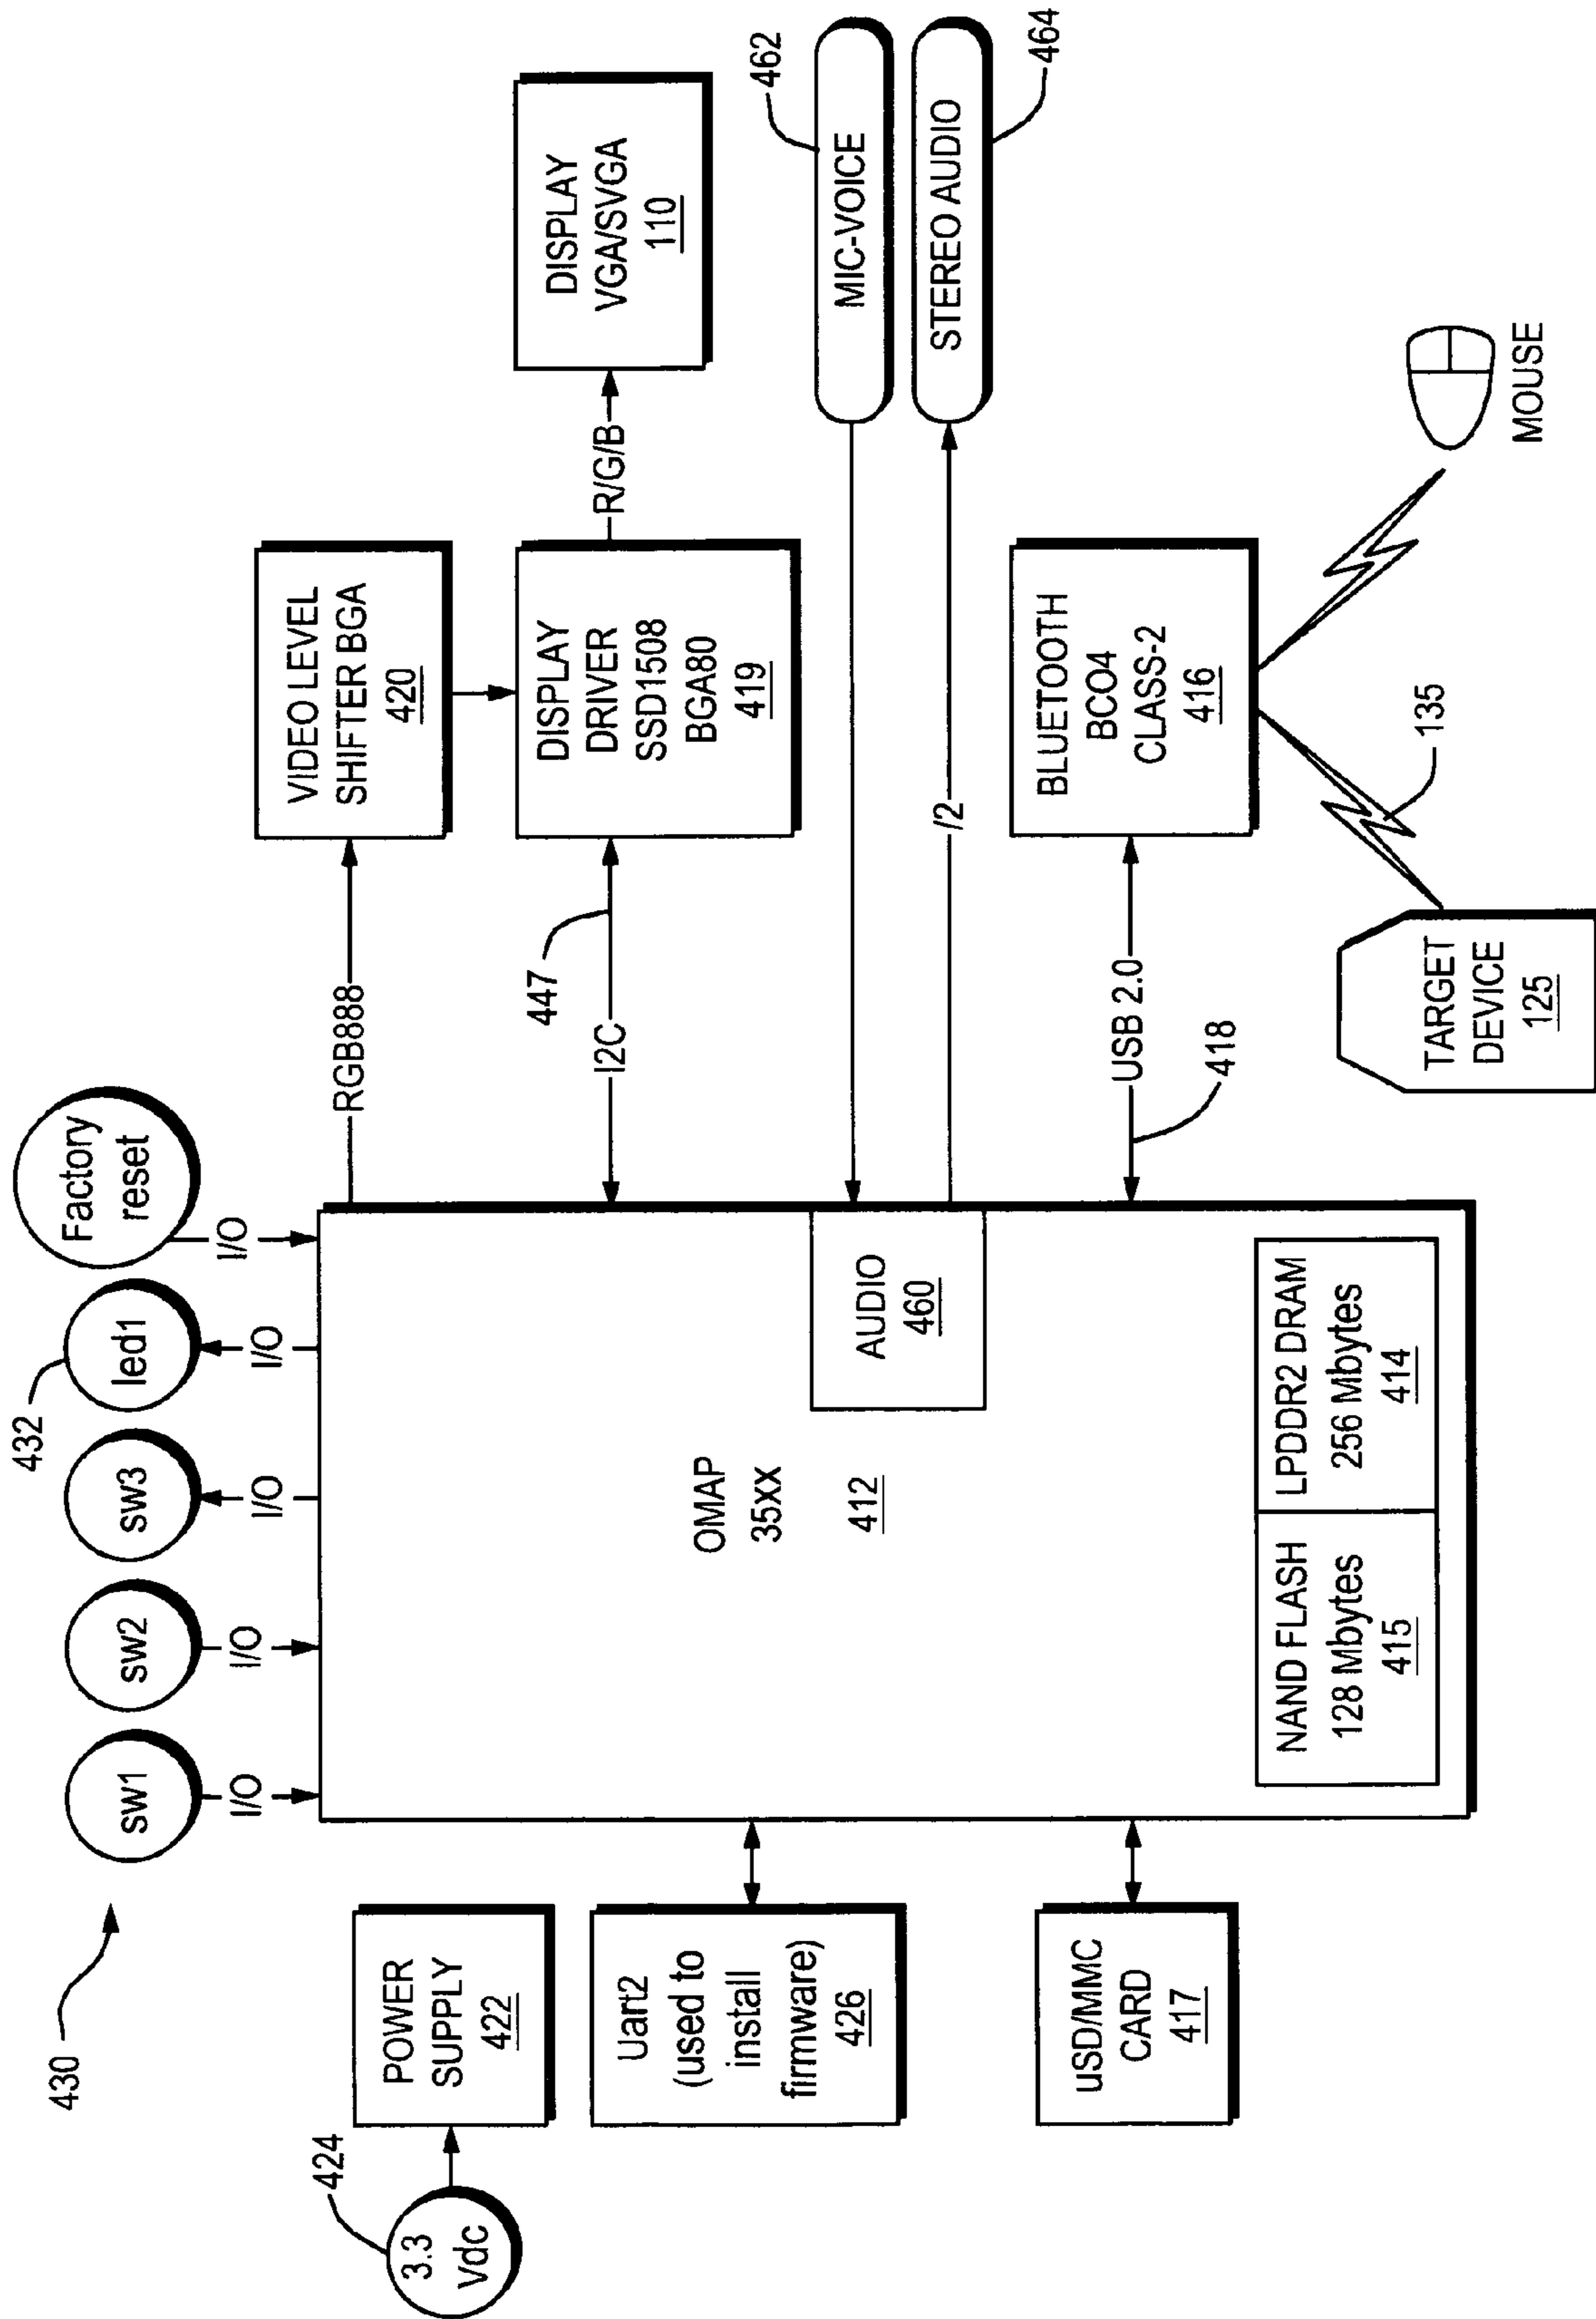 430
sw1
sw2
sw3
432
led1
Factory
reset
I/O
I/O
I/O
I/O
I/O
424
3.3
Vdc
POWER
SUPPLY
422
Uart2
(used to
install
firmware)
426
uSD/MMC
CARD
417
OMAP
35XX
412
AUDIO
460
NAND FLASH
128 Mbytes
415
LPDDR2 DRAM
256 Mbytes
414
RGB888
VIDEO LEVEL
SHIFTER BGA
420
I2C
447
DISPLAY
DRIVER
SSD1508
BGA80
419
R/G/B
DISPLAY
VGA/SVGA
110
MIC-VOICE
462
/2
STEREO AUDIO
464
USB 2.0
418
BLUETOOTH
BCO4
CLASS-2
416
135
TARGET
DEVICE
125
MOUSE